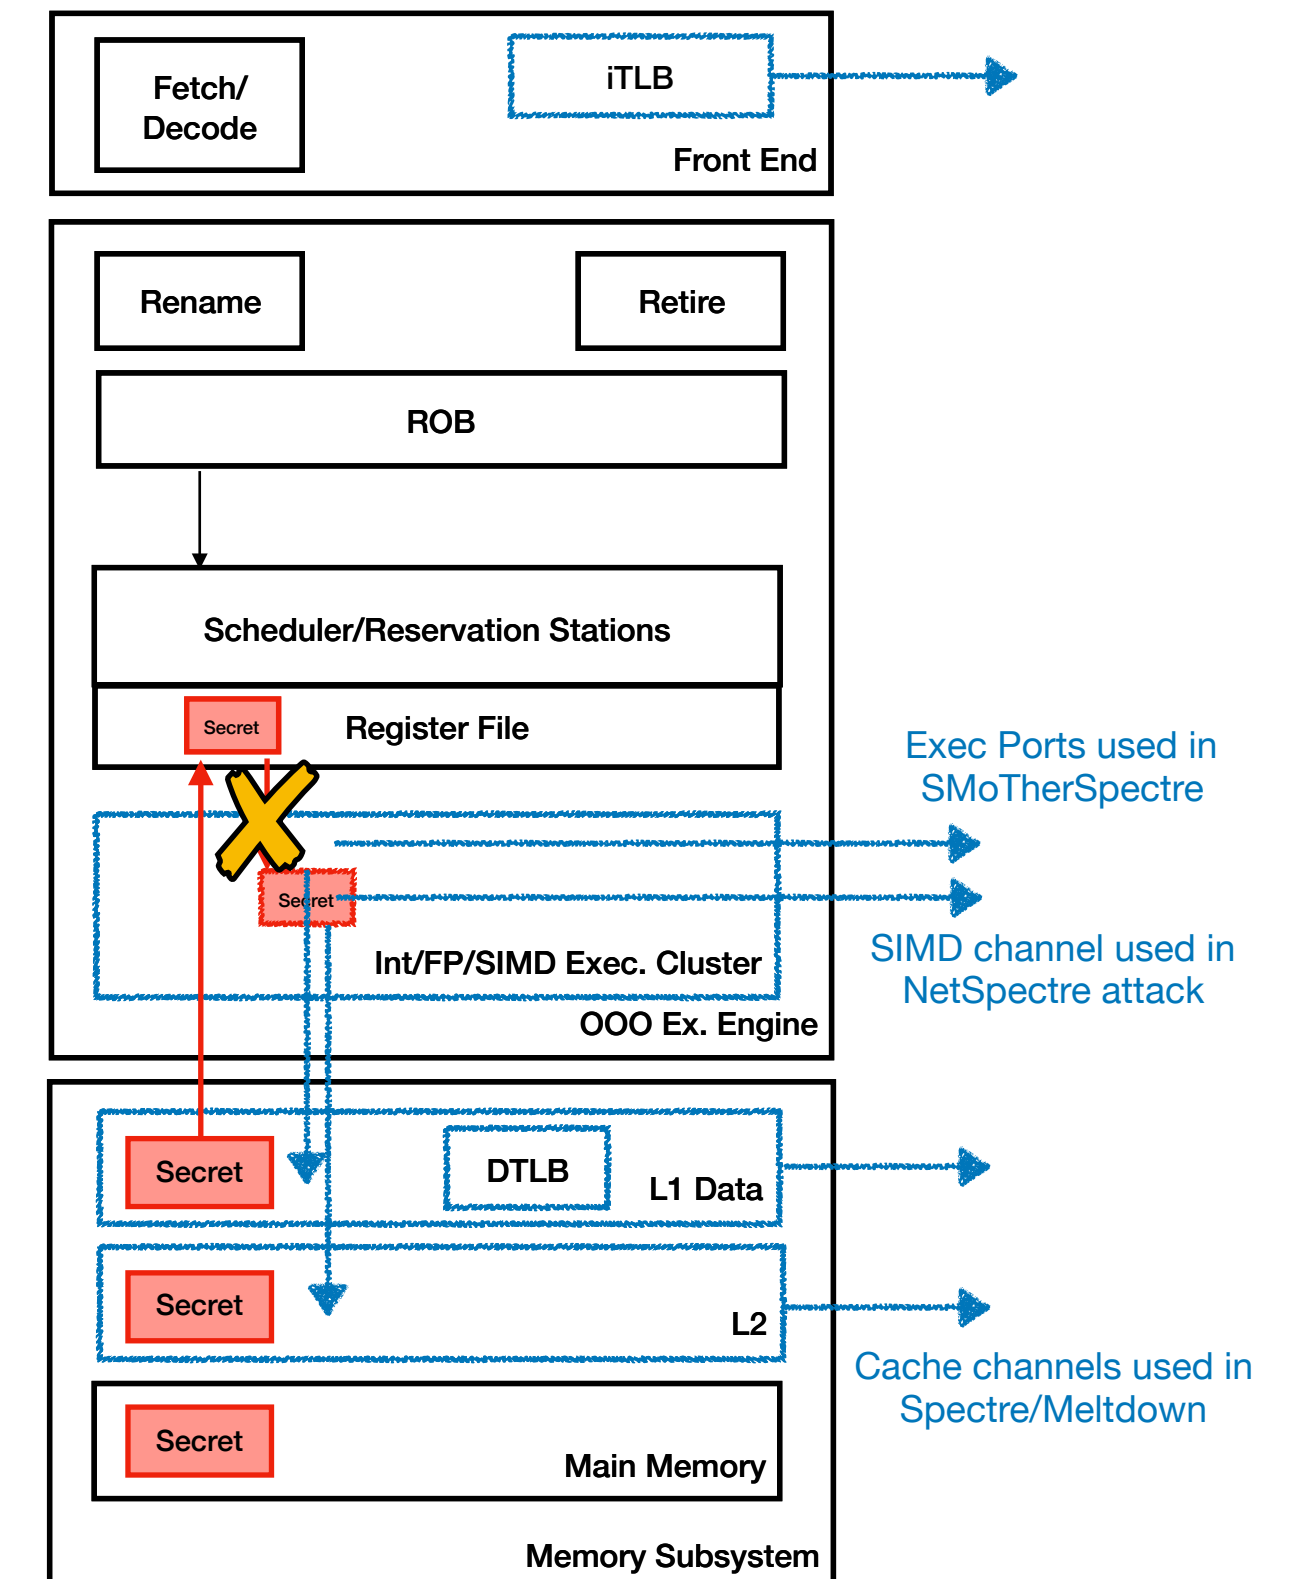 Fetch/
Decode
iTLB
Front End
Rename
Retire
ROB
Scheduler/Reservation Stations
Secret
Register File
Exec Ports used in
SMoTherSpectre
Secret
SIMD channel used in
NetSpectre attack
Int/FP/SIMD Exec. Cluster
OOO Ex. Engine
Secret
DTLB
L1 Data
Secret
L2
Cache channels used in
Spectre/Meltdown
Secret
Main Memory
Memory Subsystem